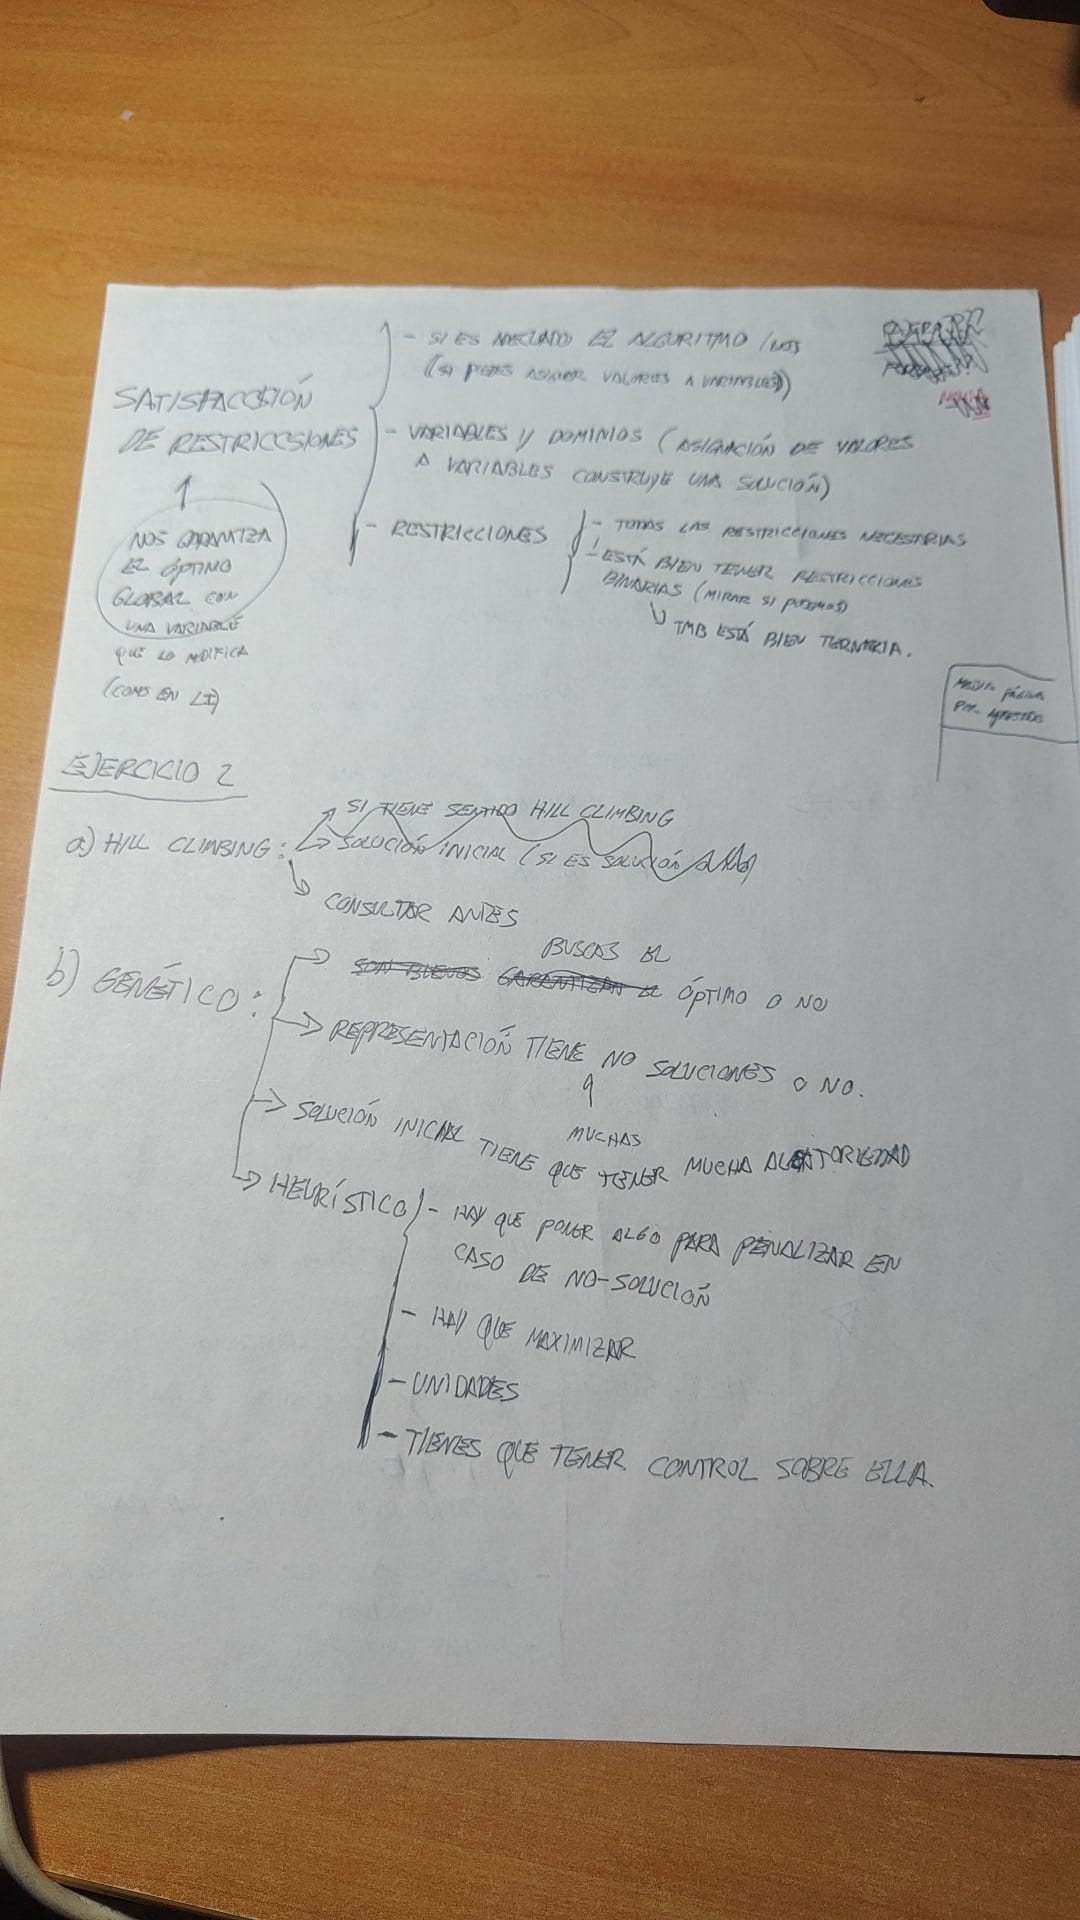 - SI ES ADECUADO EL ALGORITMO
(SI PUEDES ASIGNAR VALORES A VARIABLES)
SATISFACCIÓN
DE RESTRICCSIONES
- VARIABLES Y DOMINIOS (ASIGNACIÓN DE VALORES
A VARIABLES CONSTRUYE UNA SOLUCIÓN)
- RESTRICCIONES
- TODAS LAS RESTRICCIONES NECESARIAS
- ESTÁ BIEN TENER RESTRICCIONES
BINARIAS (MIRAR SI PODEMOS)
TMB ESTÁ BIEN TERNARIA.
NOS GARANTIZA
EL ÓPTIMO
GLOBAL CON
UNA VARIABLE
QUE LO MODIFICA
(COMO EN LI)
MEDIA PÁGINA
POR APARTADO
EJERCICIO 2
a) HILL CLIMBING:
SI TIENE SENTIDO HILL CLIMBING
SOLUCIÓN INICIAL (SI ES SOLUCIÓN
CONSULTAR ANTES
b) GENÉTICO:
BUSCAS EL
SON BUENOS GARANTIZAN EL ÓPTIMO O NO
REPRESENTACIÓN TIENE NO SOLUCIONES O NO.
MUCHAS
SOLUCIÓN INICIAL TIENE QUE TENER MUCHA ALEATORIEDAD
HEURÍSTICO
- HAY QUE PONER ALGO PARA PENALIZAR EN
CASO DE NO-SOLUCIÓN
- HAY QUE MAXIMIZAR
- UNIDADES
- TIENES QUE TENER CONTROL SOBRE ELLA.